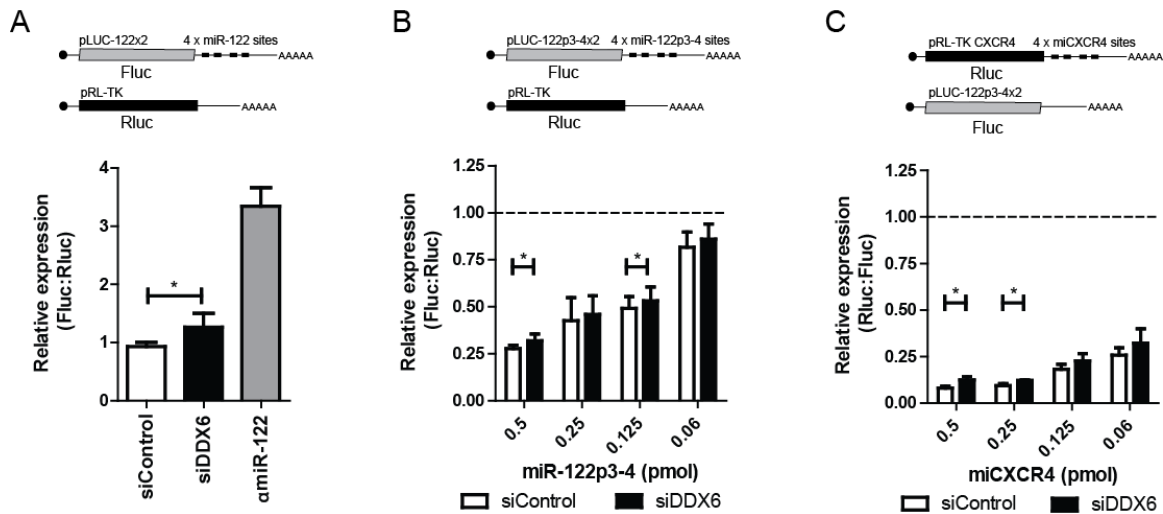 A
pLUC-122x2 4 x miR-122 sites
AAAAA
Fluc
pRL-TK
AAAAA
Rluc
Relative expression
(Fluc:Rluc)
4
3
2
1
0
*
siControl
siDDX6
αmiR-122
B
pLUC-122p3-4x2 4 x miR-122p3-4 sites
AAAAA
Fluc
pRL-TK
AAAAA
Rluc
Relative expression
(Fluc:Rluc)
1.25
1.00
0.75
0.50
0.25
0.00
* *
0.5 0.25 0.125 0.06
miR-122p3-4 (pmol)
siControl siDDX6
C
pRL-TK CXCR4 4 x miCXCR4 sites
AAAAA
Rluc
pLUC-122p3-4x2
AAAAA
Fluc
Relative expression
(Rluc:Fluc)
1.25
1.00
0.75
0.50
0.25
0.00
* *
0.5 0.25 0.125 0.06
miCXCR4 (pmol)
siControl siDDX6